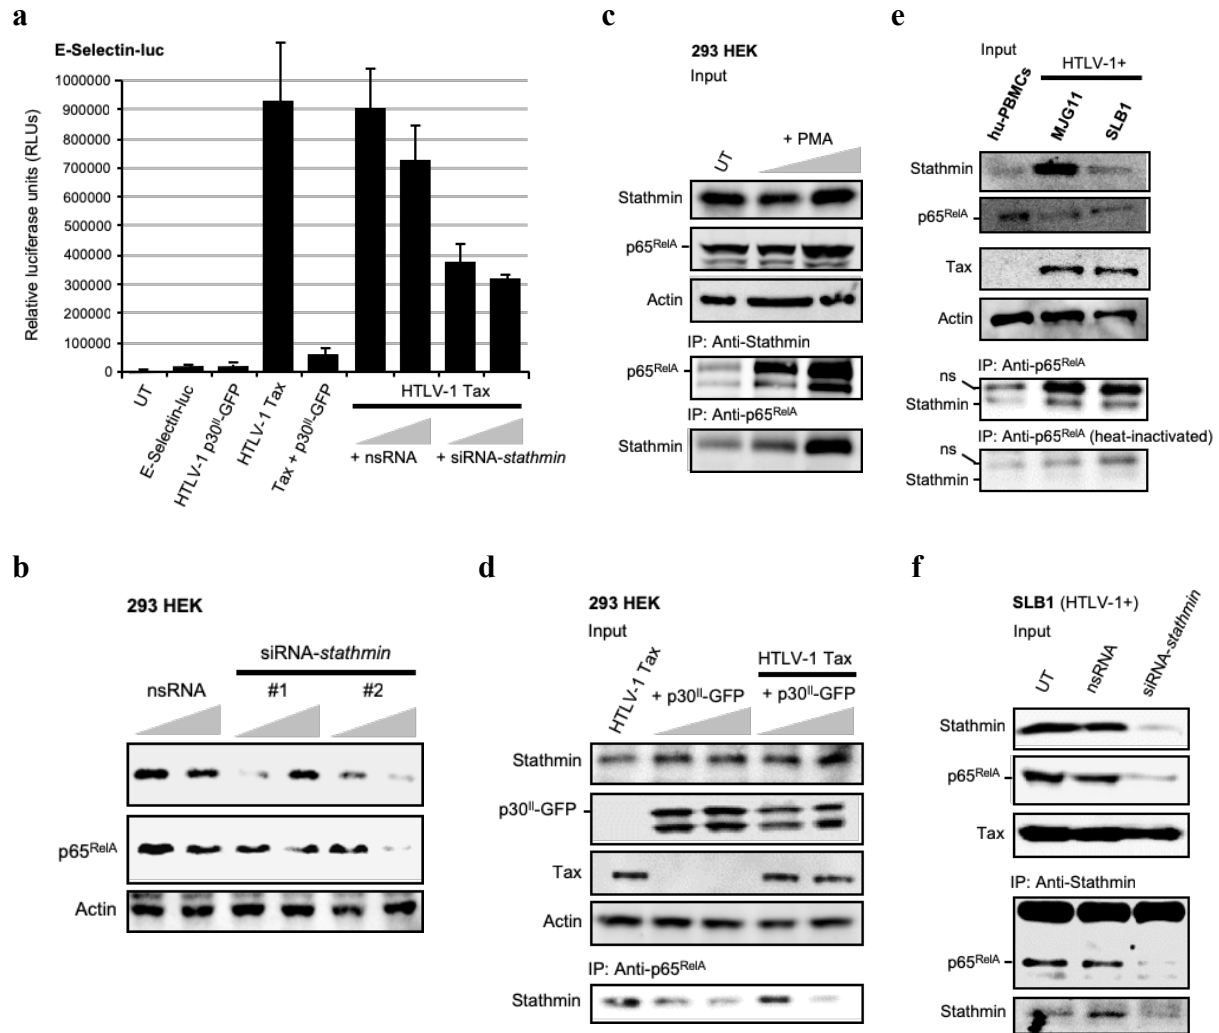 a
E-Selectin-luc
Relative luciferase units (RLUs)
1000000
900000
800000
700000
600000
500000
400000
300000
200000
100000
0
UT
E-Selectin-luc
HTLV-1 p30ᴵᴵ-GFP
HTLV-1 Tax
Tax + p30ᴵᴵ-GFP
HTLV-1 Tax
+ nsRNA
+ siRNA-stathmin
b
293 HEK
siRNA-stathmin
nsRNA #1 #2
p65ᴿᵉˡᴬ
Actin
c
293 HEK
Input
UT
+ PMA
Stathmin
p65ᴿᵉˡᴬ
Actin
IP: Anti-Stathmin
p65ᴿᵉˡᴬ
IP: Anti-p65ᴿᵉˡᴬ
Stathmin
d
293 HEK
Input
HTLV-1 Tax
+ p30ᴵᴵ-GFP
HTLV-1 Tax
+ p30ᴵᴵ-GFP
Stathmin
p30ᴵᴵ-GFP
Tax
Actin
IP: Anti-p65ᴿᵉˡᴬ
Stathmin
e
Input
HTLV-1+
hu-PBMCs
MJG11
SLB1
Stathmin
p65ᴿᵉˡᴬ
Tax
Actin
IP: Anti-p65ᴿᵉˡᴬ
ns
Stathmin
IP: Anti-p65ᴿᵉˡᴬ (heat-inactivated)
ns
Stathmin
f
SLB1 (HTLV-1+)
Input
UT
nsRNA
siRNA-stathmin
Stathmin
p65ᴿᵉˡᴬ
Tax
IP: Anti-Stathmin
p65ᴿᵉˡᴬ
Stathmin